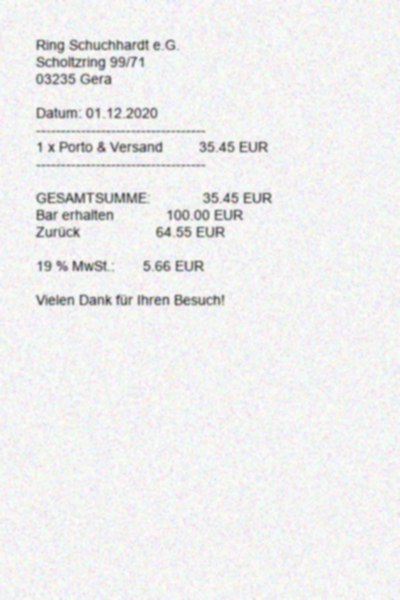 Ring Schuchhardt e.G.
Scholtzring 99/71
03235 Gera
Datum: 01.12.2020
----------------------------------
1 x Porto & Versand 35.45 EUR
----------------------------------
GESAMTSUMME: 35.45 EUR
Bar erhalten 100.00 EUR
Zurück 64.55 EUR
19 % MwSt.: 5.66 EUR
Vielen Dank für Ihren Besuch!